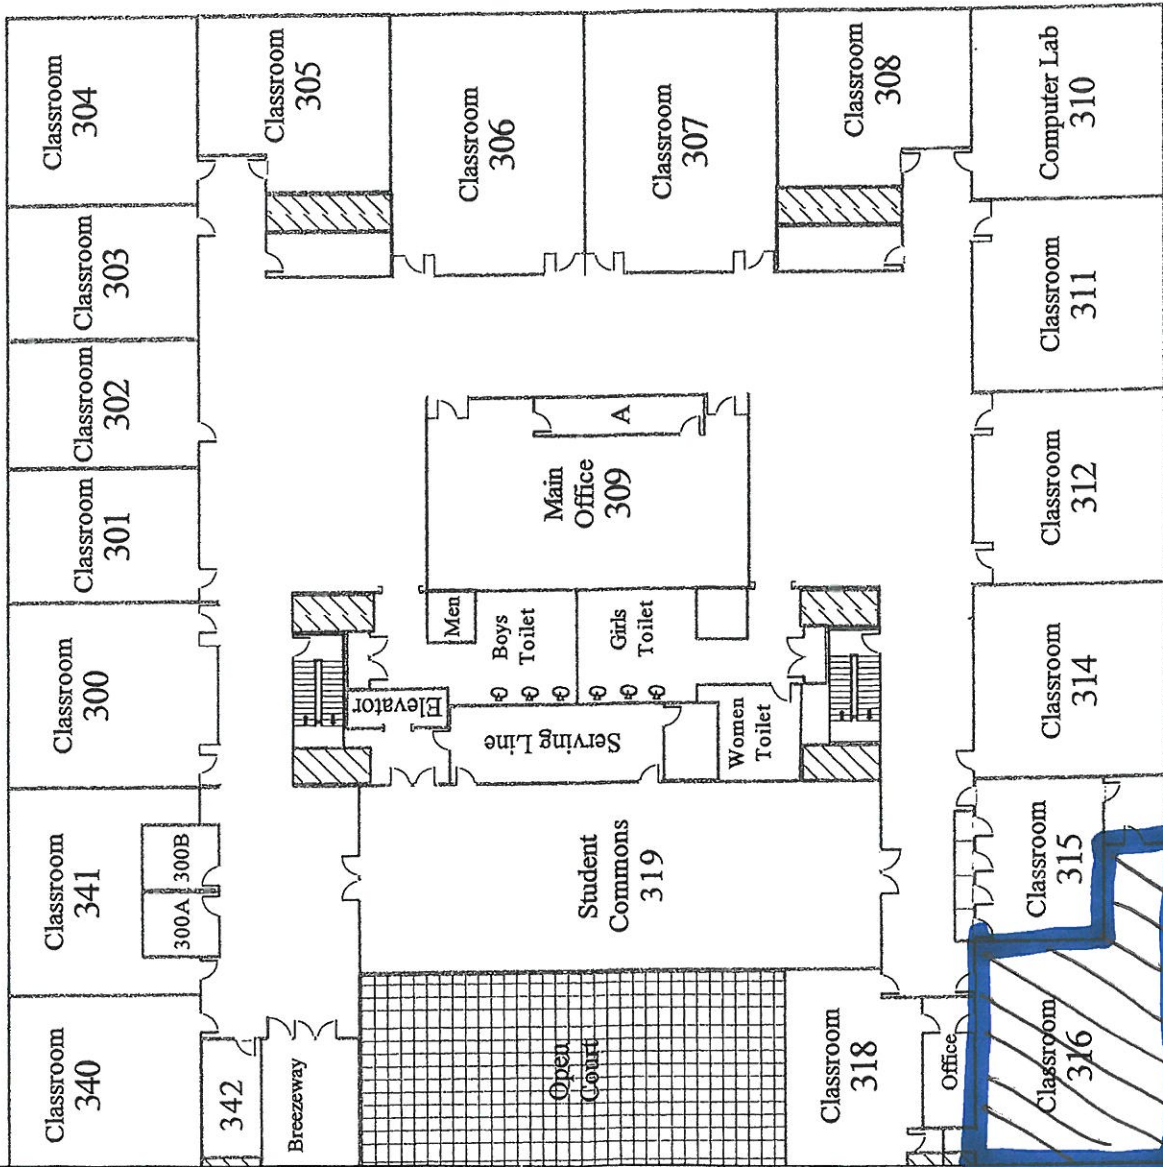 Classroom
304
Classroom
305
Classroom
306
Classroom
307
Classroom
308
Computer Lab
310
Classroom
303
Classroom
302
Classroom
301
Classroom
300
Classroom
341
300A
300B
Classroom
340
342
Breezeway
Main
Office
309
A
Men
Boys
Toilet
Girls
Toilet
Elevator
Serving Line
Women
Toilet
Student
Commons
319
Open
Court
Classroom
311
Classroom
312
Classroom
314
Classroom
315
Classroom
316
Classroom
318
Office